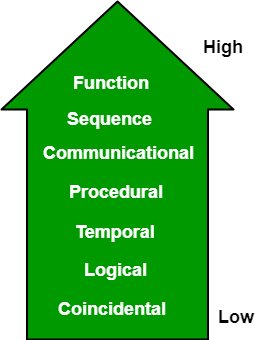 High
Function
Sequence
Communicational
Procedural
Temporal
Logical
Coincidental
Low